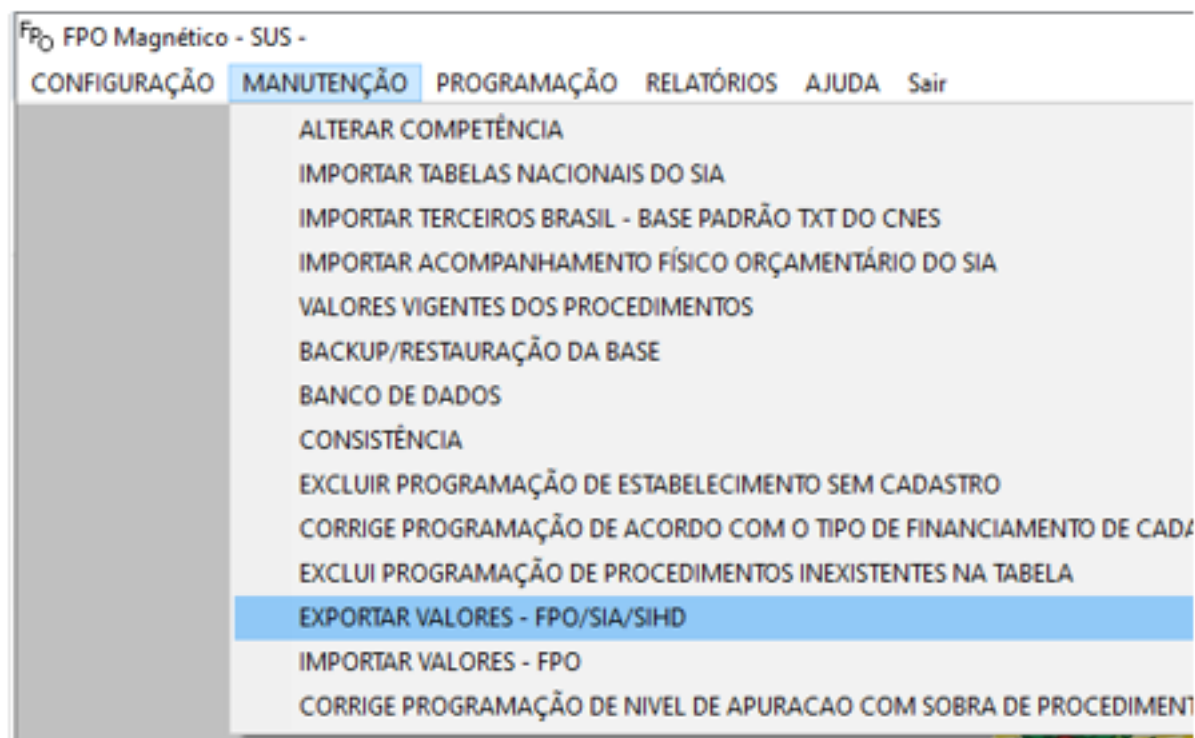 FPO FPO Magnético - SUS -
CONFIGURAÇÃO MANUTENÇÃO PROGRAMAÇÃO RELATÓRIOS AJUDA Sair
ALTERAR COMPETÊNCIA
IMPORTAR TABELAS NACIONAIS DO SIA
IMPORTAR TERCEIROS BRASIL - BASE PADRÃO TXT DO CNES
IMPORTAR ACOMPANHAMENTO FÍSICO ORÇAMENTÁRIO DO SIA
VALORES VIGENTES DOS PROCEDIMENTOS
BACKUP/RESTAURAÇÃO DA BASE
BANCO DE DADOS
CONSISTÊNCIA
EXCLUIR PROGRAMAÇÃO DE ESTABELECIMENTO SEM CADASTRO
CORRIGE PROGRAMAÇÃO DE ACORDO COM O TIPO DE FINANCIAMENTO DE CADA
EXCLUI PROGRAMAÇÃO DE PROCEDIMENTOS INEXISTENTES NA TABELA
EXPORTAR VALORES - FPO/SIA/SIHD
IMPORTAR VALORES - FPO
CORRIGE PROGRAMAÇÃO DE NIVEL DE APURACAO COM SOBRA DE PROCEDIMENT